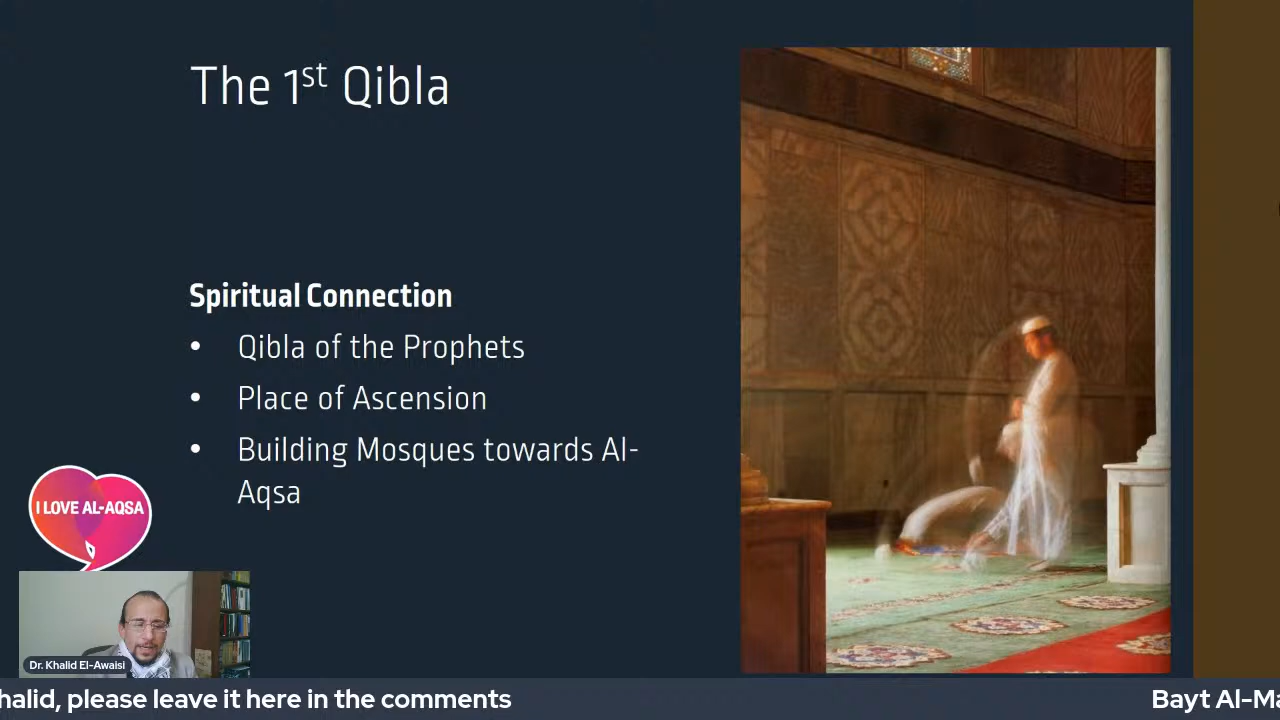 The 1st Qibla
Spiritual Connection
• Qibla of the Prophets
• Place of Ascension
• Building Mosques towards Al-
Aqsa
I LOVE AL-AQSA
Dr. Khalid El-Awaisi
halid, please leave it here in the comments
Bayt Al-Ma